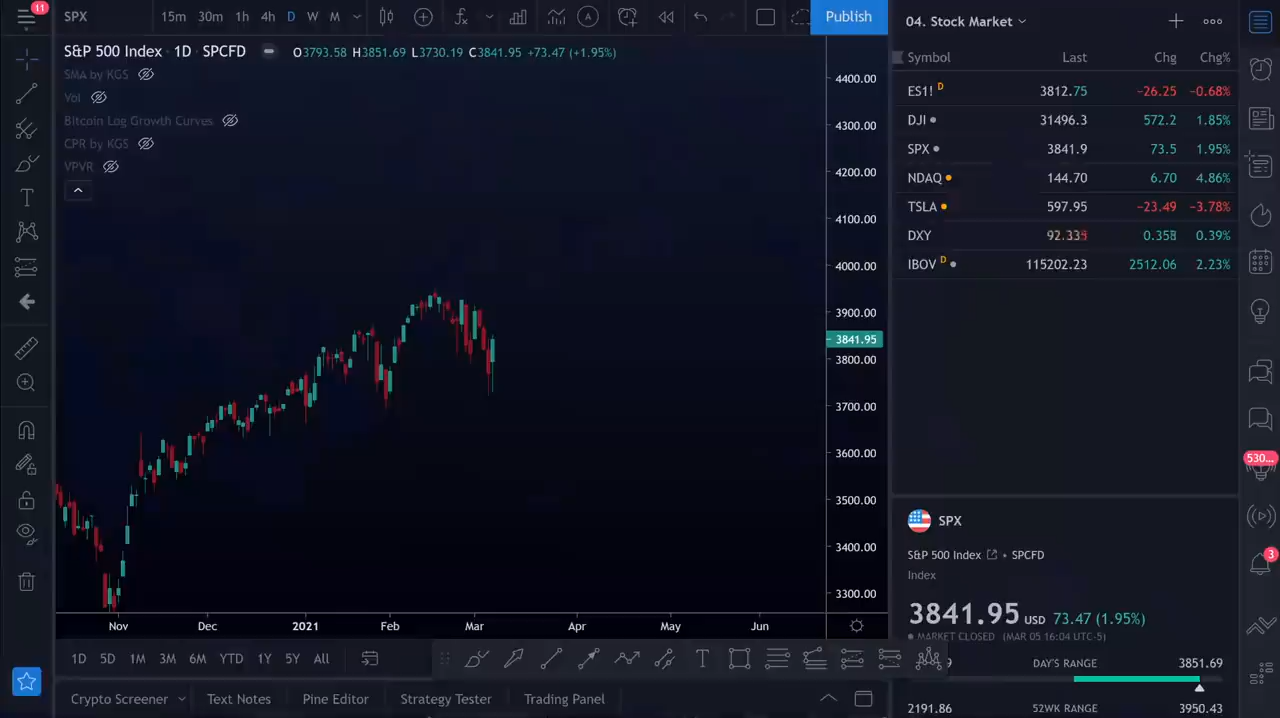 11
SPX
15m 30m 1h 4h D W M
Publish
04. Stock Market
S&P 500 Index · 1D · SPCFD
O3793.58 H3851.69 L3730.19 C3841.95 +73.47 (+1.95%)
SMA by KGS
Vol
Bitcoin Log Growth Curves
CPR by KGS
VPVR
4400.00
4300.00
4200.00
4100.00
4000.00
3900.00
3841.95
3800.00
3700.00
3600.00
3500.00
3400.00
3300.00
Nov Dec 2021 Feb Mar Apr May Jun
1D 5D 1M 3M 6M YTD 1Y 5Y All
Crypto Screener Text Notes Pine Editor Strategy Tester Trading Panel
Symbol Last Chg Chg%
ES1! D 3812.75 −26.25 −0.68%
DJI 31496.3 572.2 1.85%
SPX 3841.9 73.5 1.95%
NDAQ 144.70 6.70 4.86%
TSLA 597.95 −23.49 −3.78%
DXY 92.335 0.358 0.39%
IBOV D 115202.23 2512.06 2.23%
SPX
S&P 500 Index • SPCFD
Index
3841.95 USD 73.47 (1.95%)
MARKET CLOSED (MAR 05 16:04 UTC-5)
DAY'S RANGE 3851.69
2191.86 52WK RANGE 3950.43
530...
3